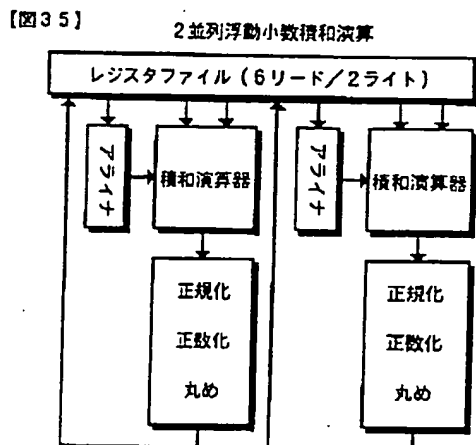 【図35】
2並列浮動小数積和演算
レジスタファイル(6リード/2ライト)
アライナ
積和演算器
アライナ
積和演算器
正規化
正数化
丸め
正規化
正数化
丸め